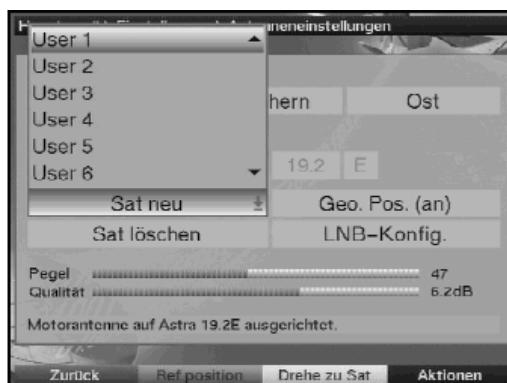 Antenneneinstellungen
User 1
User 2
User 3
User 4
User 5
User 6
Ost
19.2 E
Sat neu Geo. Pos. (an)
Sat löschen LNB-Konfig.
Pegel 47
Qualität 6.2dB
Motorantenne auf Astra 19.2E ausgerichtet.
Zurück Ref.position Drehe zu Sat Aktionen